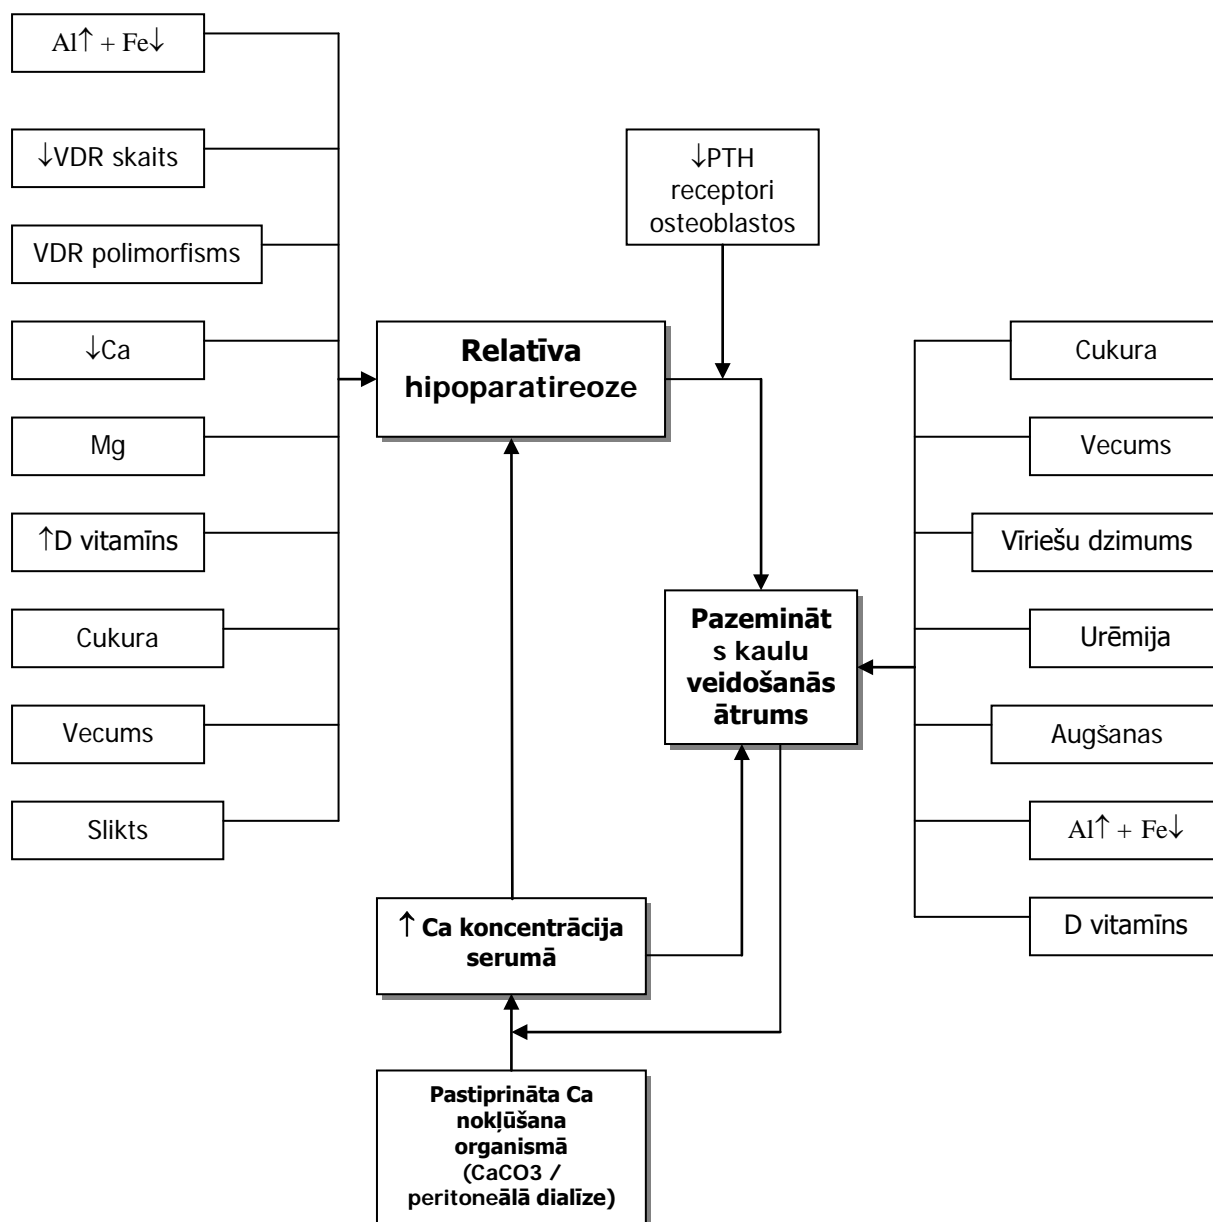 Al↑ + Fe↓
↓VDR skaits
VDR polimorfisms
↓Ca
Mg
↑D vitamīns
Cukura
Vecums
Slikts
↓PTH
receptori
osteoblastos
Relatīva
hipoparatireoze
Pazemināt
s kaulu
veidošanās
ātrums
↑ Ca koncentrācija
serumā
Pastiprināta Ca
nokļūšana
organismā
(CaCO3 /
peritoneālā dialīze)
Cukura
Vecums
Vīriešu dzimums
Urēmija
Augšanas
Al↑ + Fe↓
D vitamīns